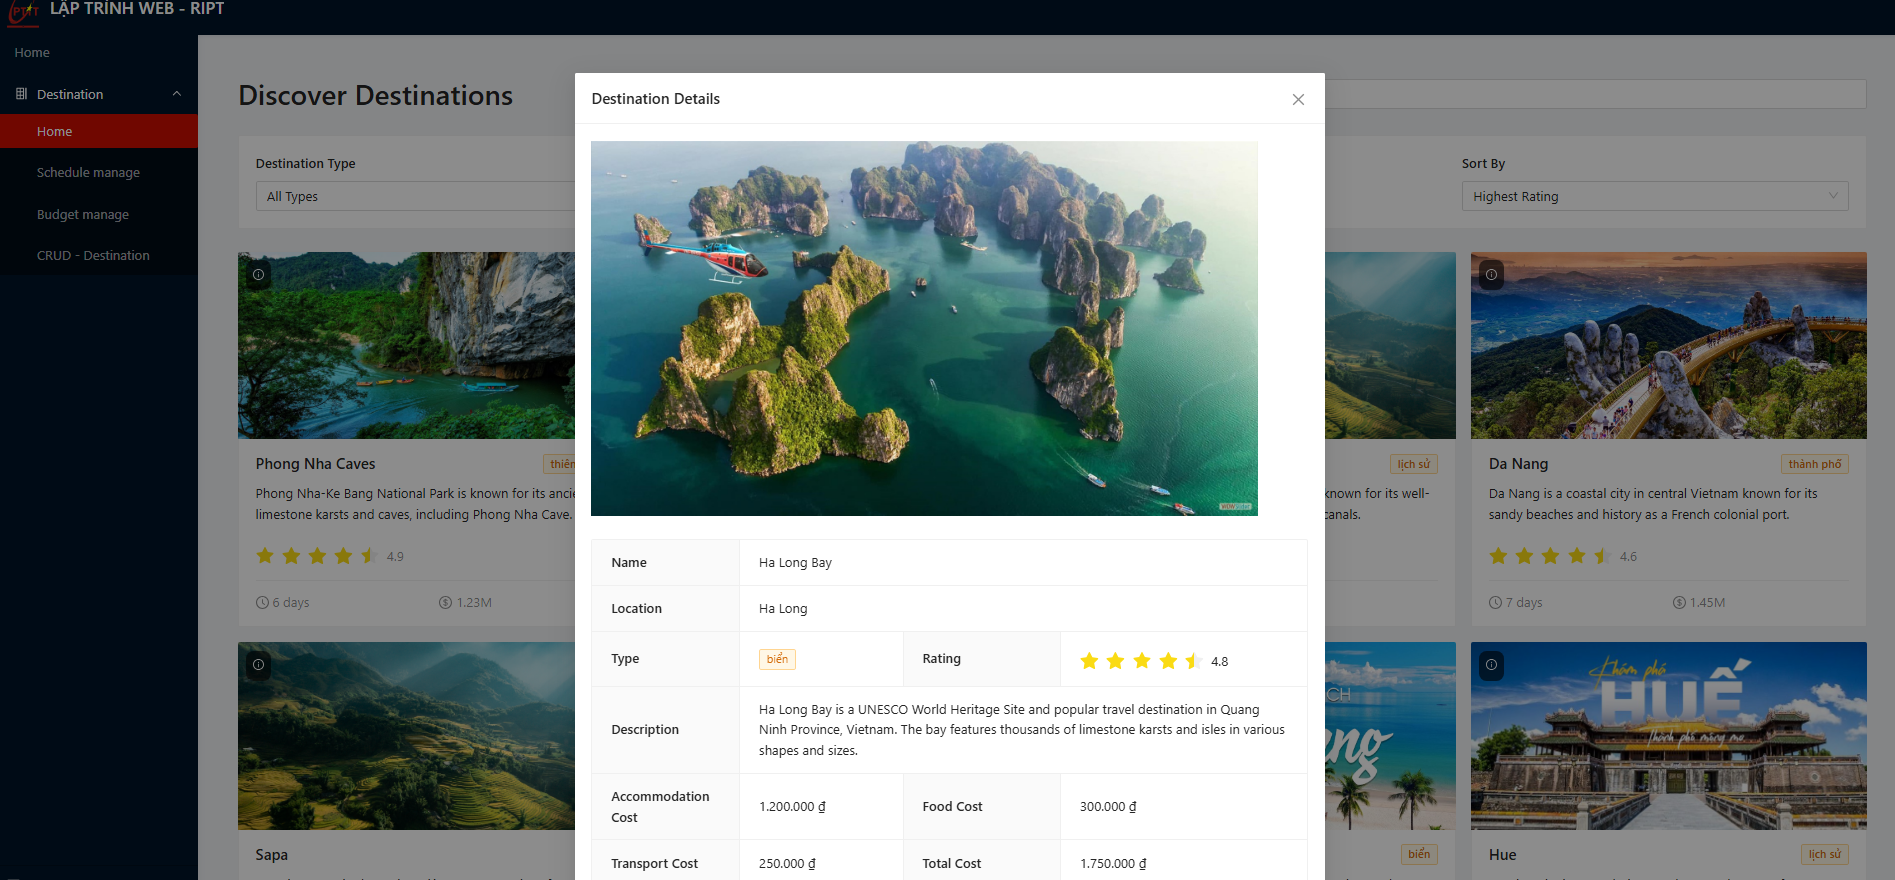 PTIT
LẬP TRÌNH WEB - RIPT
Home
Destination
Home
Schedule manage
Budget manage
CRUD - Destination
Discover Destinations
Destination Type
All Types
Sort By
Highest Rating
Phong Nha Caves
thiên
Phong Nha-Ke Bang National Park is known for its
limestone karsts and caves, including Phong Nha Cave.
4.9
6 days
1.23M
lịch sử
known for its well-
canals.
Da Nang
thành phố
Da Nang is a coastal city in central Vietnam known for its
sandy beaches and history as a French colonial port.
4.6
7 days
1.45M
Sapa
biển
Khám phá
HUẾ
Thành phố mộng mơ
Hue
lịch sử
Destination Details
Name
Ha Long Bay
Location
Ha Long
Type
biển
Rating
4.8
Description
Ha Long Bay is a UNESCO World Heritage Site and popular travel destination in Quang
Ninh Province, Vietnam. The bay features thousands of limestone karsts and isles in various
shapes and sizes.
Accommodation
Cost
1.200.000 ₫
Food Cost
300.000 ₫
Transport Cost
250.000 ₫
Total Cost
1.750.000 ₫